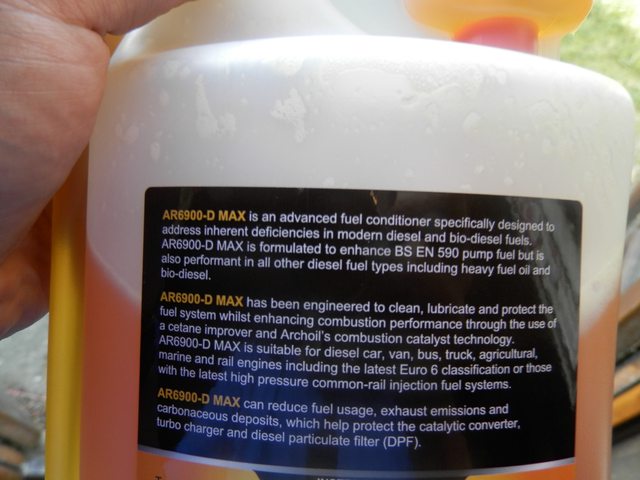 AR6900-D MAX is an advanced fuel conditioner specifically designed to
address inherent deficiencies in modern diesel and bio-diesel fuels.
AR6900-D MAX is formulated to enhance BS EN 590 pump fuel but is
also performant in all other diesel fuel types including heavy fuel oil and
bio-diesel.
AR6900-D MAX has been engineered to clean, lubricate and protect the
fuel system whilst enhancing combustion performance through the use of
a cetane improver and Archoil's combustion catalyst technology.
AR6900-D MAX is suitable for diesel car, van, bus, truck, agricultural,
marine and rail engines including the latest Euro 6 classification or those
with the latest high pressure common-rail injection fuel systems.
AR6900-D MAX can reduce fuel usage, exhaust emissions and
carbonaceous deposits, which help protect the catalytic converter,
turbo charger and diesel particulate filter (DPF).